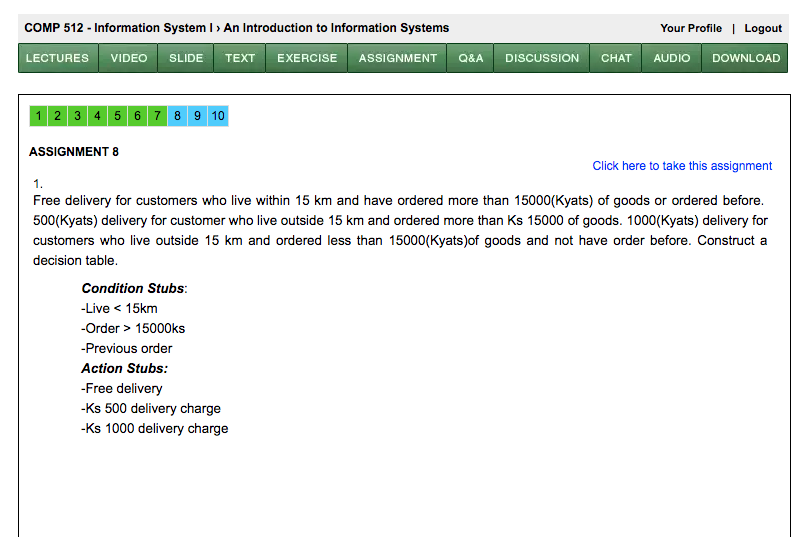 COMP 512 - Information System I › An Introduction to Information Systems
Your Profile | Logout
LECTURES VIDEO SLIDE TEXT EXERCISE ASSIGNMENT Q&A DISCUSSION CHAT AUDIO DOWNLOAD
1 2 3 4 5 6 7 8 9 10
ASSIGNMENT 8
Click here to take this assignment
1.
Free delivery for customers who live within 15 km and have ordered more than 15000(Kyats) of goods or ordered before.
500(Kyats) delivery for customer who live outside 15 km and ordered more than Ks 15000 of goods. 1000(Kyats) delivery for
customers who live outside 15 km and ordered less than 15000(Kyats)of goods and not have order before. Construct a
decision table.
Condition Stubs:
-Live < 15km
-Order > 15000ks
-Previous order
Action Stubs:
-Free delivery
-Ks 500 delivery charge
-Ks 1000 delivery charge